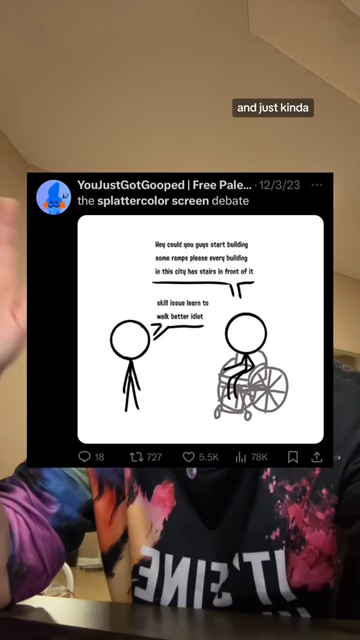 and just kinda
YouJustGotGooped | Free Pale... · 12/3/23
the splattercolor screen debate
Hey could you guys start building
some ramps please every building
in this city has stairs in front of it
skill issue learn to
walk better idiot
18 727 5.5K 78K
IT'S FINE